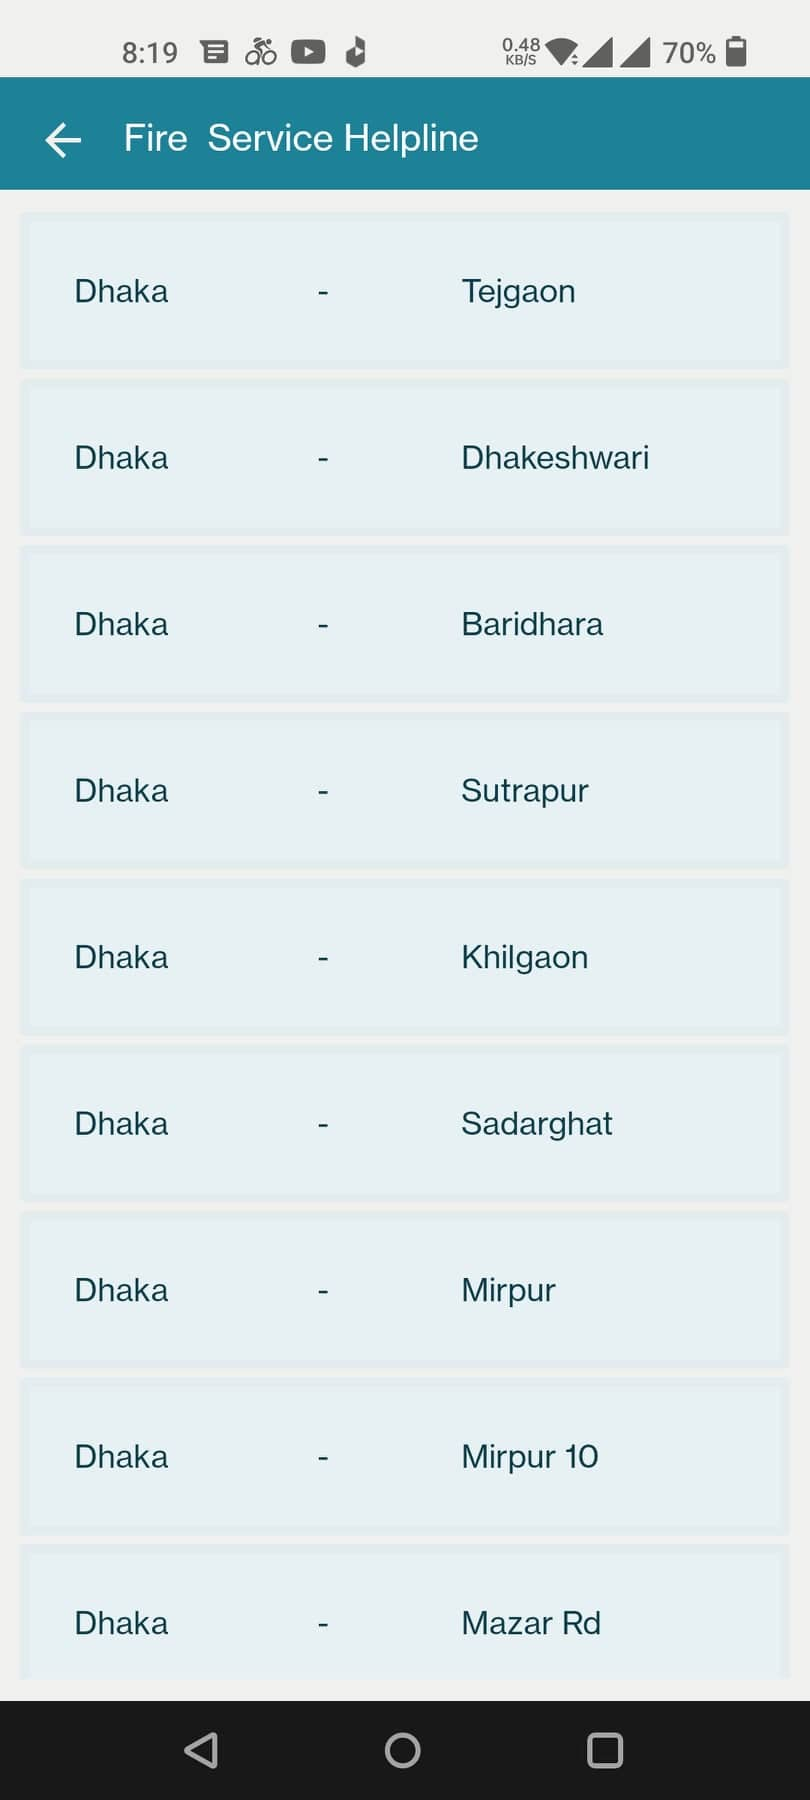 8:19 0.48 KB/S 70%
Fire Service Helpline
Dhaka - Tejgaon
Dhaka - Dhakeshwari
Dhaka - Baridhara
Dhaka - Sutrapur
Dhaka - Khilgaon
Dhaka - Sadarghat
Dhaka - Mirpur
Dhaka - Mirpur 10
Dhaka - Mazar Rd